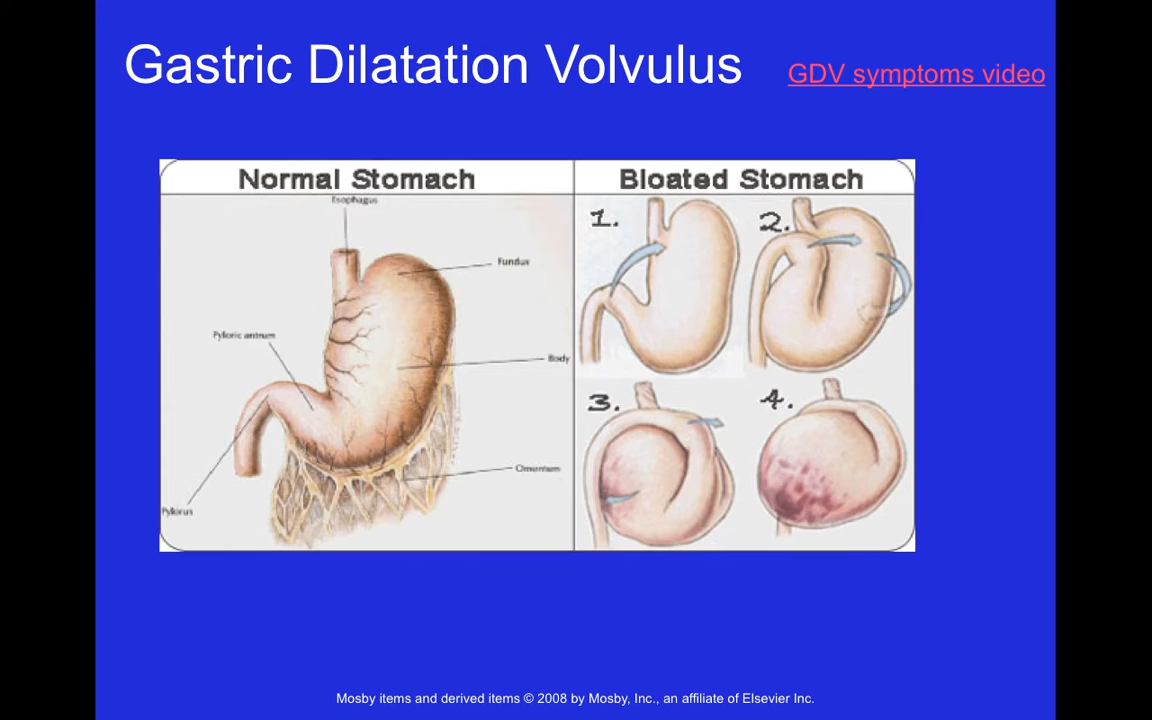 Gastric Dilatation Volvulus
GDV symptoms video
Normal Stomach
Bloated Stomach
Esophagus
Fundus
Pyloric antrum
Body
Omentum
Pylorus
1.
2.
3.
4.
Mosby items and derived items © 2008 by Mosby, Inc., an affiliate of Elsevier Inc.